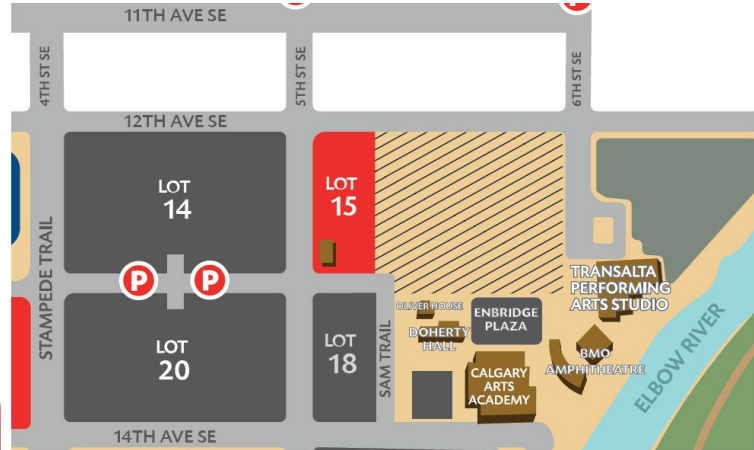 P
P
11TH AVE SE
4TH ST SE
5TH ST SE
6TH ST SE
12TH AVE SE
LOT
14
LOT
15
STAMPEDE TRAIL
P
P
TRANSALTA
PERFORMING
ARTS STUDIO
OLIVER HOUSE
ENBRIDGE
PLAZA
DOHERTY
HALL
LOT
20
LOT
18
SAM TRAIL
BMO
AMPHITHEATRE
CALGARY
ARTS
ACADEMY
ELBOW RIVER
14TH AVE SE